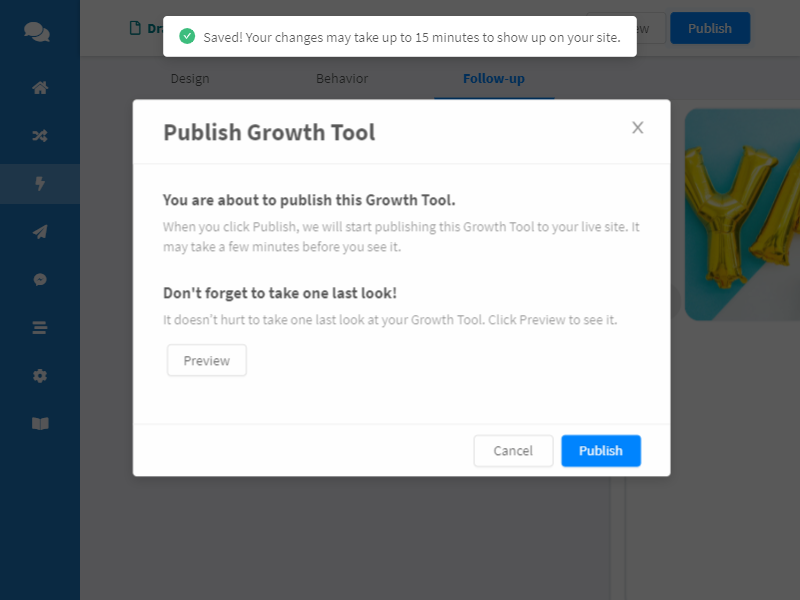 Saved! Your changes may take up to 15 minutes to show up on your site.
Publish
Design
Behavior
Follow-up
Publish Growth Tool
You are about to publish this Growth Tool.
When you click Publish, we will start publishing this Growth Tool to your live site. It
may take a few minutes before you see it.
Don't forget to take one last look!
It doesn't hurt to take one last look at your Growth Tool. Click Preview to see it.
Preview
Cancel
Publish